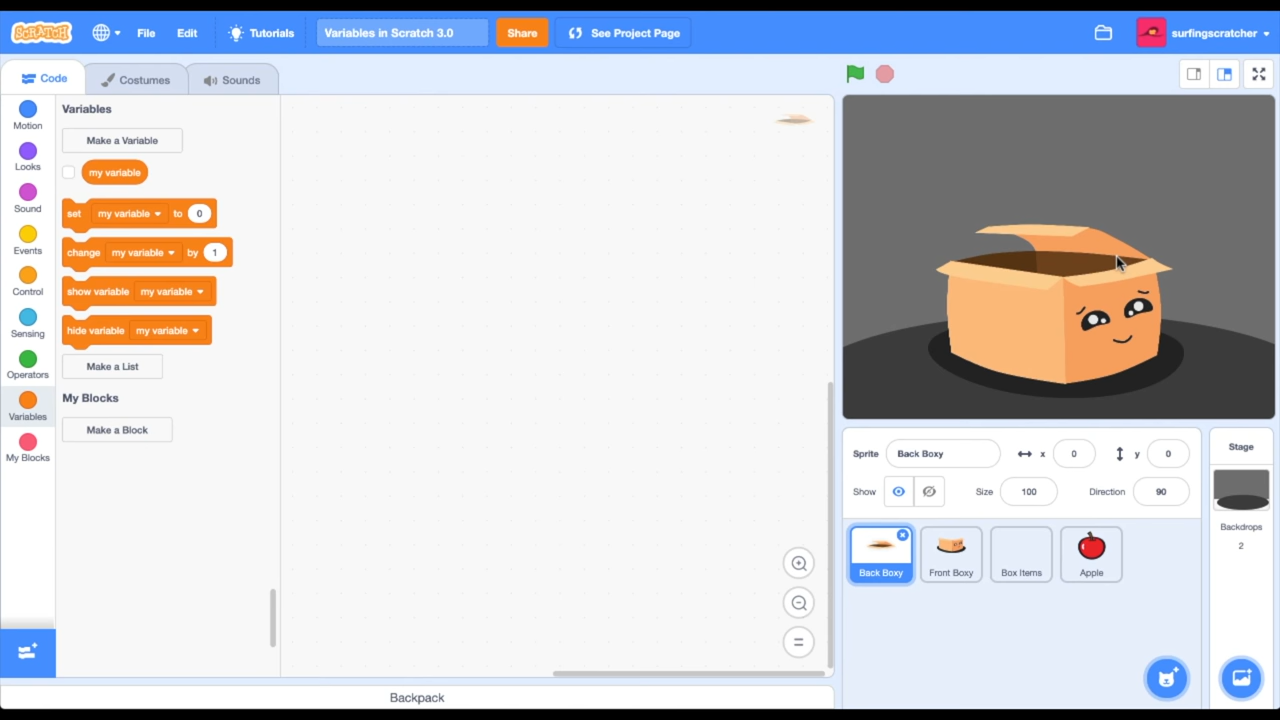 SCRATCH File Edit Tutorials Variables in Scratch 3.0 Share See Project Page surfingscratcher
Code Costumes Sounds
Motion
Looks
Sound
Events
Control
Sensing
Operators
Variables
My Blocks
Variables
Make a Variable
my variable
set my variable to 0
change my variable by 1
show variable my variable
hide variable my variable
Make a List
My Blocks
Make a Block
Backpack
Sprite Back Boxy x 0 y 0
Show Size 100 Direction 90
Back Boxy Front Boxy Box Items Apple
Stage
Backdrops
2